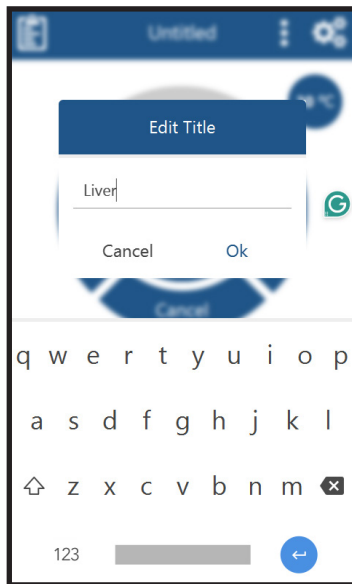 Untitled
°C
Edit Title
Liver
Cancel Ok
Cancel
q w e r t y u i o p
a s d f g h j k l
z x c v b n m
123